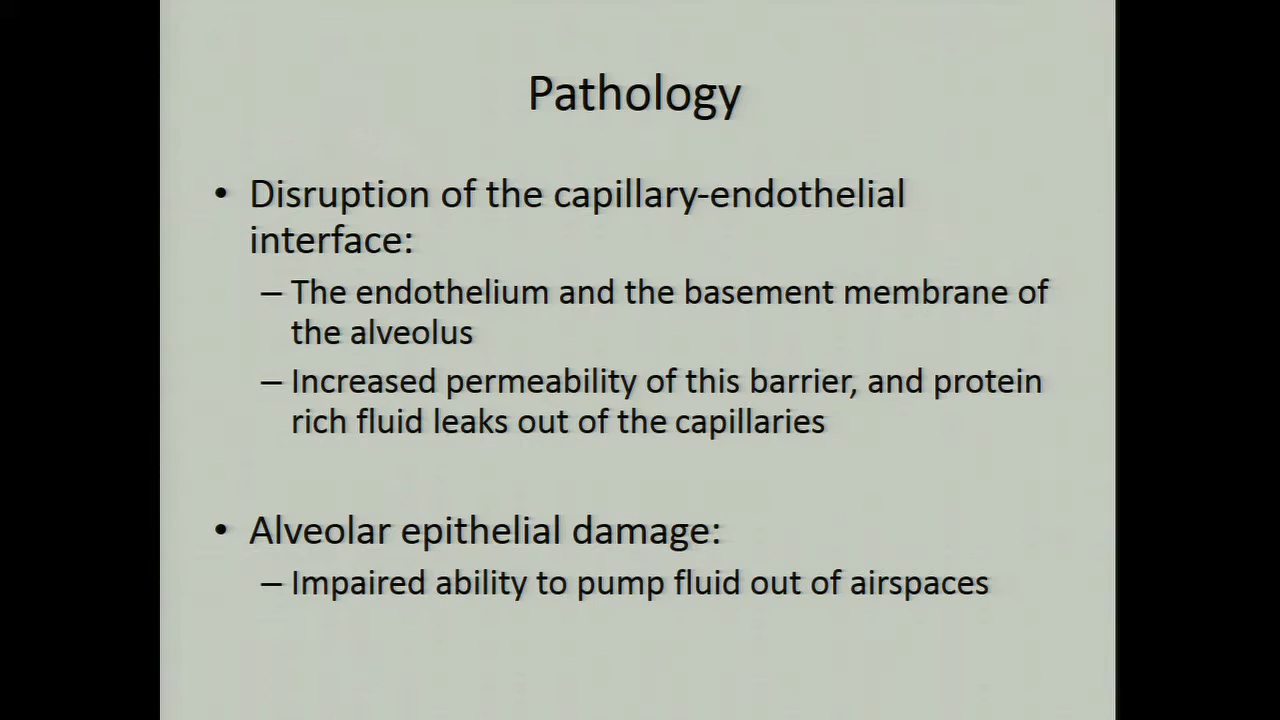 Pathology
• Disruption of the capillary-endothelial
interface:
– The endothelium and the basement membrane of
the alveolus
– Increased permeability of this barrier, and protein
rich fluid leaks out of the capillaries
• Alveolar epithelial damage:
– Impaired ability to pump fluid out of airspaces